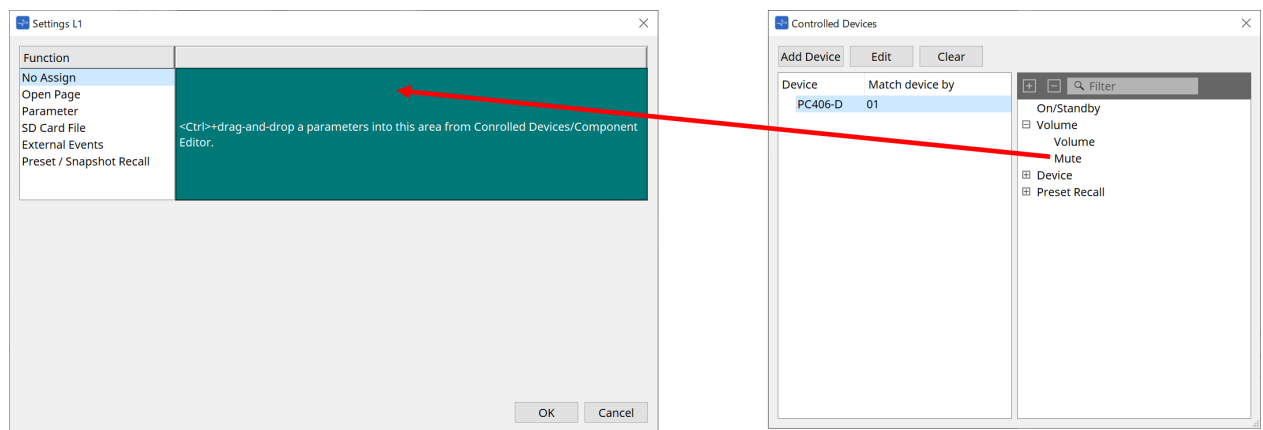 Settings L1
Function
No Assign
Open Page
Parameter
SD Card File
External Events
Preset / Snapshot Recall
<Ctrl>+drag-and-drop a parameters into this area from Conrolled Devices/Component
Editor.
OK Cancel
Controlled Devices
Add Device Edit Clear
Device Match device by
PC406-D 01
Filter
On/Standby
Volume
Volume
Mute
Device
Preset Recall